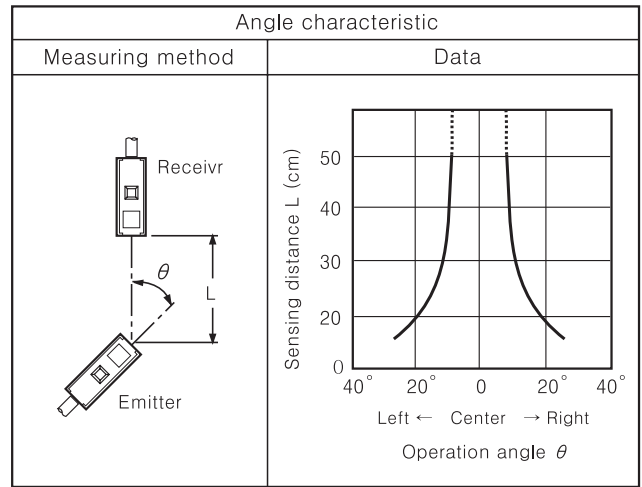 Angle characteristic
Measuring method
Data
Receivr
θ
L
Emitter
Sensing distance L (cm)
50
40
30
20
0
40° 20° 0 20° 40°
Left ← Center → Right
Operation angle θ